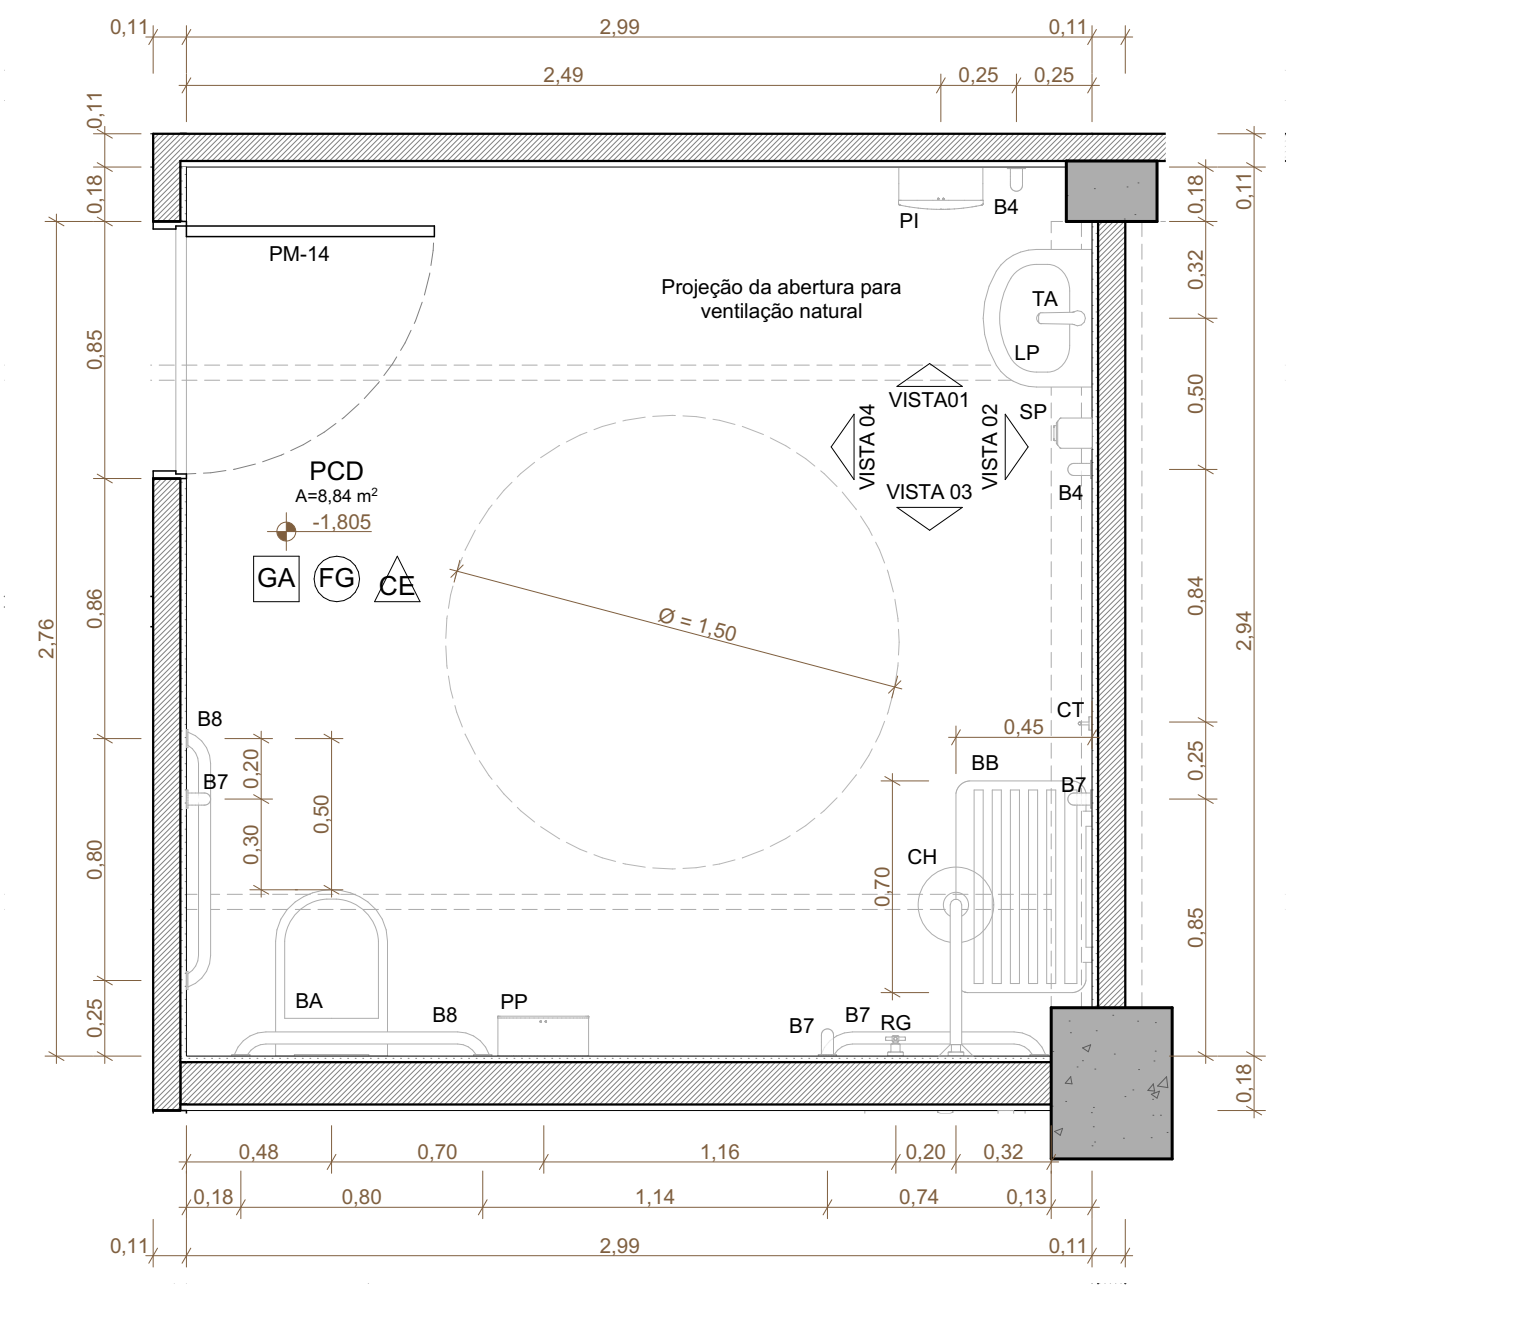 0,11
2,99
0,11
2,49
0,25
0,25
0,11
0,18
0,85
0,86
2,76
0,80
0,25
PM-14
PI
B4
Projeção da abertura para
ventilação natural
TA
LP
VISTA01
VISTA 04
VISTA 02
VISTA 03
SP
B4
PCD
A=8,84 m²
-1,805
GA
FG
CE
Ø = 1,50
B8
B7
0,20
0,50
0,30
CT
0,45
BB
B7
CH
0,70
BA
B8
PP
B7
B7
RG
0,18
0,11
0,32
0,50
0,84
2,94
0,25
0,85
0,18
0,48
0,70
1,16
0,20
0,32
0,18
0,80
1,14
0,74
0,13
0,11
2,99
0,11